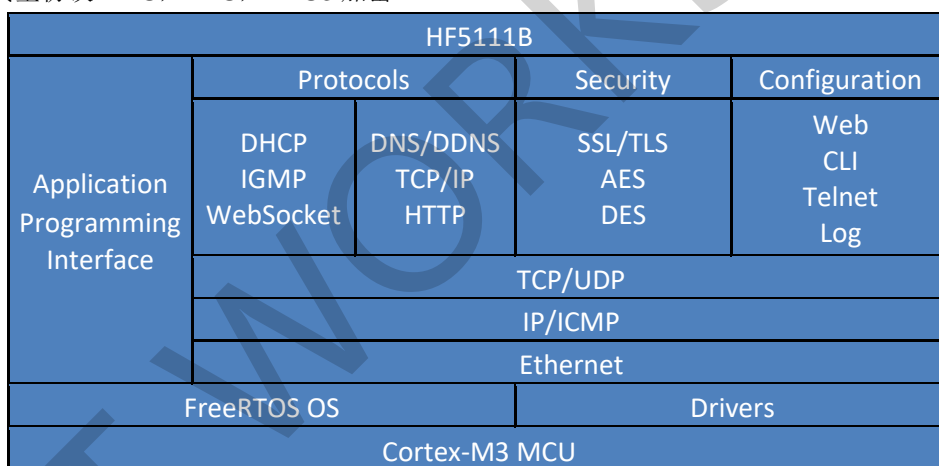 HF5111B
Application
Programming
Interface
Protocols
Security
Configuration
DHCP
IGMP
WebSocket
DNS/DDNS
TCP/IP
HTTP
SSL/TLS
AES
DES
Web
CLI
Telnet
Log
TCP/UDP
IP/ICMP
Ethernet
FreeRTOS OS
Drivers
Cortex-M3 MCU